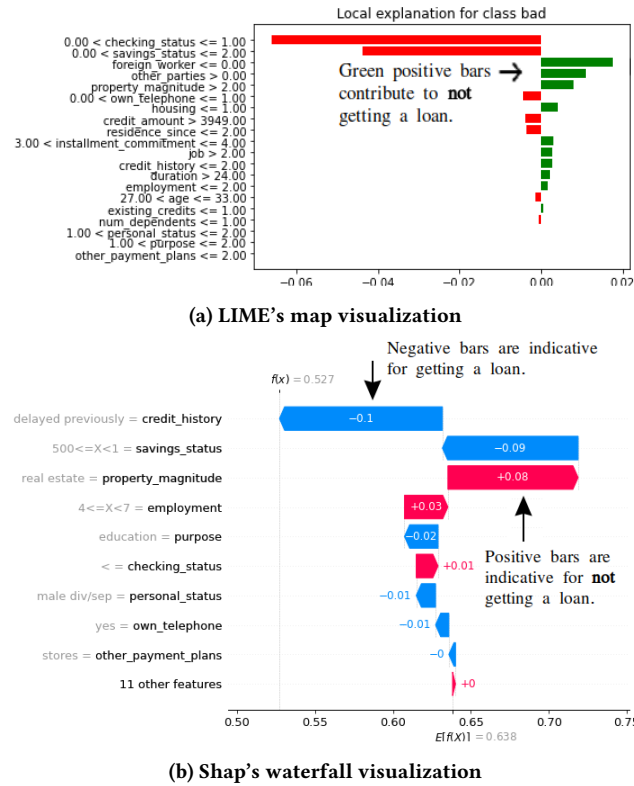 Local explanation for class bad
0.00 < checking_status <= 1.00
0.00 < savings_status <= 2.00
foreign_worker <= 0.00
other_parties > 0.00
property_magnitude > 2.00
0.00 < own_telephone <= 1.00
housing <= 1.00
credit_amount > 3949.00
residence_since <= 2.00
3.00 < installment_commitment <= 4.00
job > 2.00
credit_history <= 2.00
duration > 24.00
employment <= 2.00
27.00 < age <= 33.00
existing_credits <= 1.00
num_dependents <= 1.00
1.00 < personal_status <= 2.00
1.00 < purpose <= 2.00
other_payment_plans <= 2.00
Green positive bars
contribute to not
getting a loan.
−0.06 −0.04 −0.02 0.00 0.02
(a) LIME's map visualization
Negative bars are indicative
for getting a loan.
f(x) = 0.527
delayed previously = credit_history −0.1
500<=X<1 = savings_status −0.09
real estate = property_magnitude +0.08
4<=X<7 = employment +0.03
education = purpose −0.02
< = checking_status +0.01
male div/sep = personal_status −0.01
yes = own_telephone −0.01
stores = other_payment_plans −0
11 other features +0
Positive bars are
indicative for not
getting a loan.
0.50 0.55 0.60 0.65 0.70 0.75
E[f(X)] = 0.638
(b) Shap's waterfall visualization